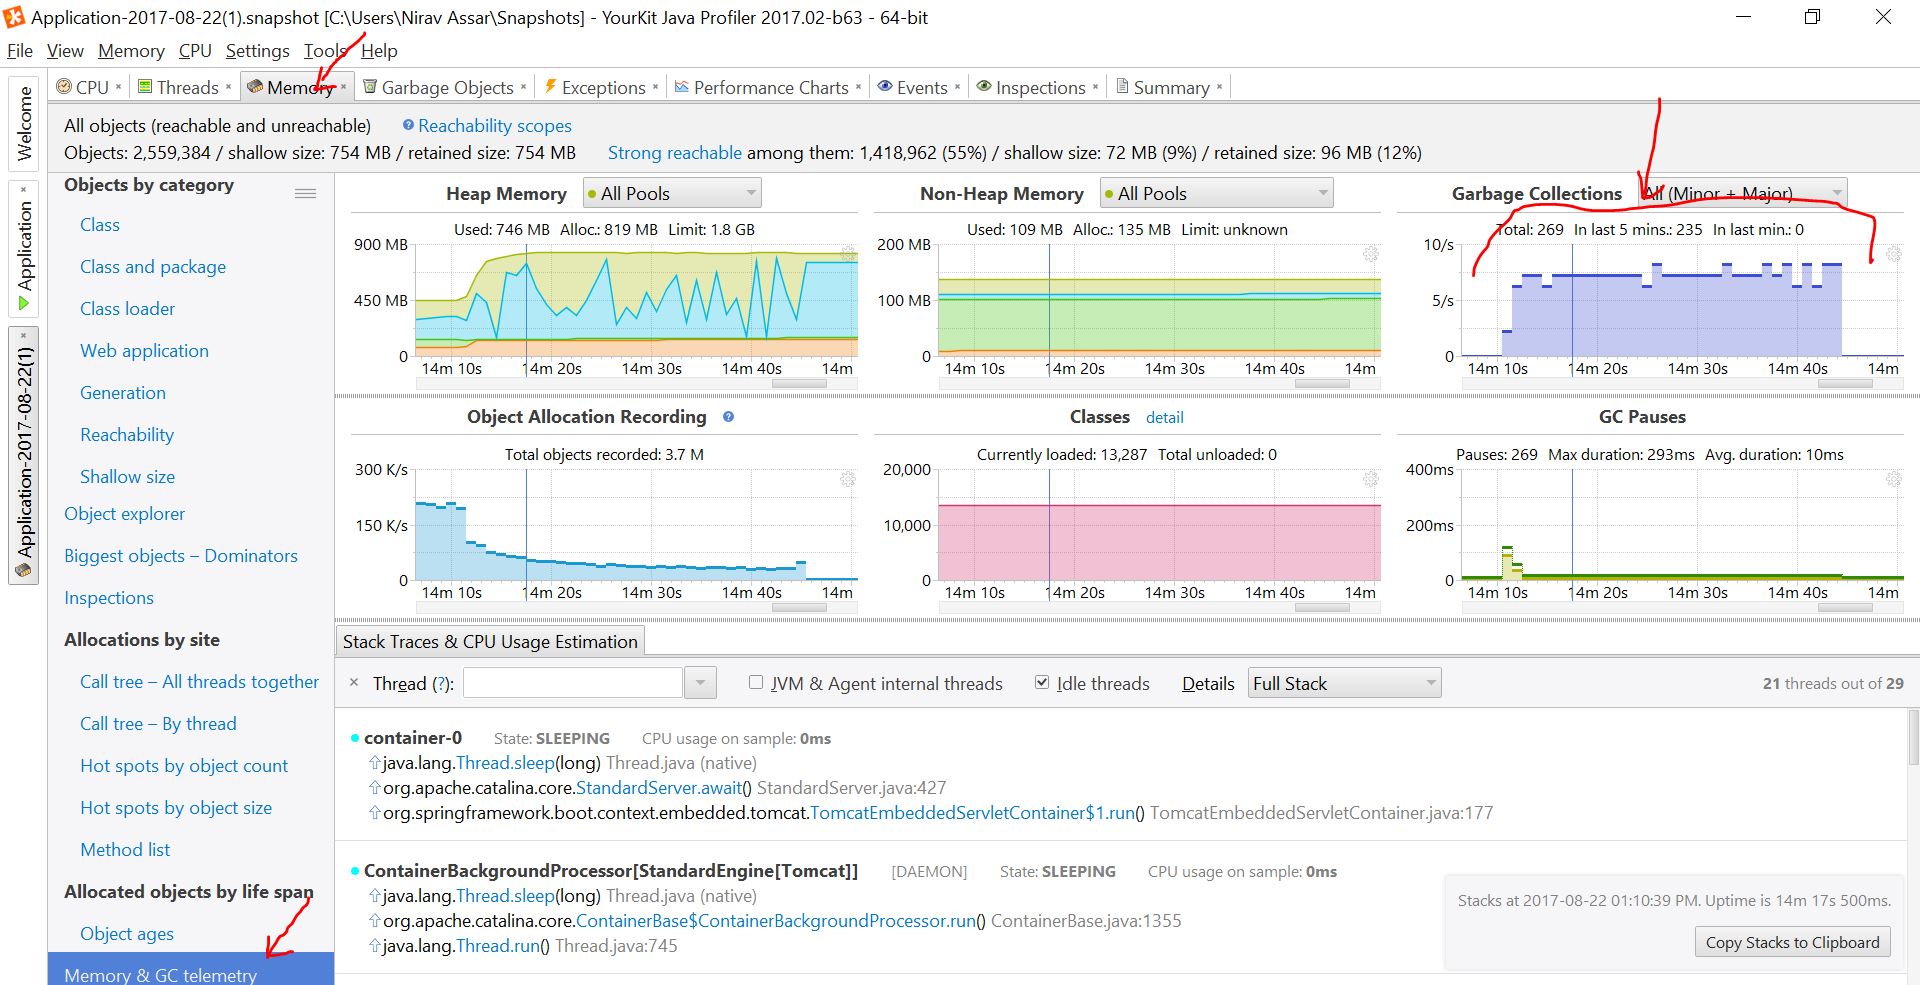 Application-2017-08-22(1).snapshot [C:\Users\Nirav Assar\Snapshots] - YourKit Java Profiler 2017.02-b63 - 64-bit
File View Memory CPU Settings Tools Help
CPU × Threads × Memory × Garbage Objects × Exceptions × Performance Charts × Events × Inspections × Summary ×
Welcome
Application
Application-2017-08-22(1)
All objects (reachable and unreachable) Reachability scopes
Objects: 2,559,384 / shallow size: 754 MB / retained size: 754 MB Strong reachable among them: 1,418,962 (55%) / shallow size: 72 MB (9%) / retained size: 96 MB (12%)
Objects by category
Class
Class and package
Class loader
Web application
Generation
Reachability
Shallow size
Object explorer
Biggest objects – Dominators
Inspections
Allocations by site
Call tree – All threads together
Call tree – By thread
Hot spots by object count
Hot spots by object size
Method list
Allocated objects by life span
Object ages
Memory & GC telemetry
Heap Memory All Pools
Used: 746 MB Alloc.: 819 MB Limit: 1.8 GB
900 MB
450 MB
0
14m 10s 14m 20s 14m 30s 14m 40s 14m
Non-Heap Memory All Pools
Used: 109 MB Alloc.: 135 MB Limit: unknown
200 MB
100 MB
0
14m 10s 14m 20s 14m 30s 14m 40s 14m
Garbage Collections All (Minor + Major)
Total: 269 In last 5 mins.: 235 In last min.: 0
10/s
5/s
0
14m 10s 14m 20s 14m 30s 14m 40s 14m
Object Allocation Recording
Total objects recorded: 3.7 M
300 K/s
150 K/s
0
14m 10s 14m 20s 14m 30s 14m 40s 14m
Classes detail
Currently loaded: 13,287 Total unloaded: 0
20,000
10,000
0
14m 10s 14m 20s 14m 30s 14m 40s 14m
GC Pauses
Pauses: 269 Max duration: 293ms Avg. duration: 10ms
400ms
200ms
0
14m 10s 14m 20s 14m 30s 14m 40s 14m
Stack Traces & CPU Usage Estimation
× Thread (?): JVM & Agent internal threads Idle threads Details Full Stack 21 threads out of 29
container-0 State: SLEEPING CPU usage on sample: 0ms
java.lang.Thread.sleep(long) Thread.java (native)
org.apache.catalina.core.StandardServer.await() StandardServer.java:427
org.springframework.boot.context.embedded.tomcat.TomcatEmbeddedServletContainer$1.run() TomcatEmbeddedServletContainer.java:177
ContainerBackgroundProcessor[StandardEngine[Tomcat]] [DAEMON] State: SLEEPING CPU usage on sample: 0ms
java.lang.Thread.sleep(long) Thread.java (native)
org.apache.catalina.core.ContainerBase$ContainerBackgroundProcessor.run() ContainerBase.java:1355
java.lang.Thread.run() Thread.java:745
Stacks at 2017-08-22 01:10:39 PM. Uptime is 14m 17s 500ms.
Copy Stacks to Clipboard